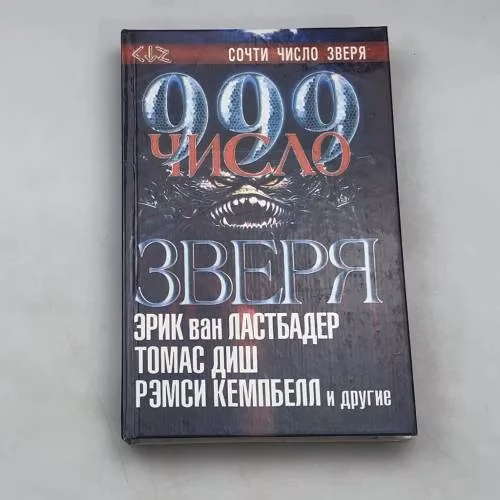 СОЧТИ ЧИСЛО ЗВЕРЯ
999
ЧИСЛО
ЗВЕРЯ
ЭРИК ван ЛАСТБАДЕР
ТОМАС ДИШ
РЭМСИ КЕМПБЕЛЛ и другие